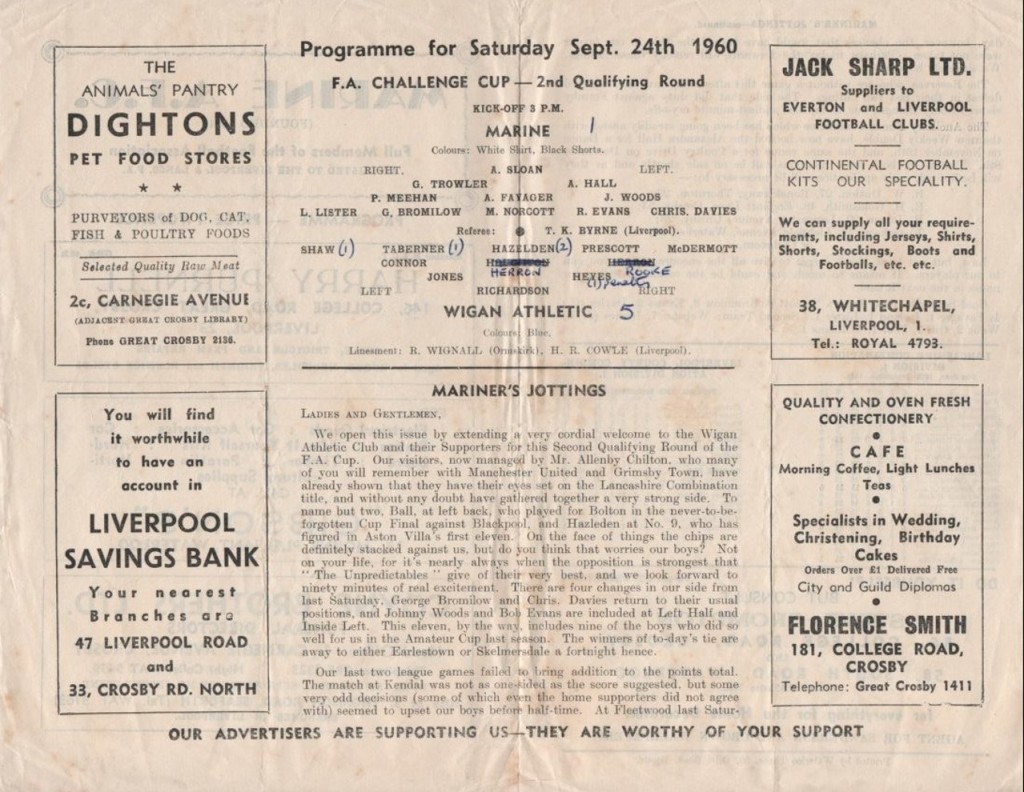 THE
ANIMALS' PANTRY
DIGHTONS
PET FOOD STORES
* *
PURVEYORS of DOG, CAT,
FISH & POULTRY FOODS
Selected Quality Raw Meat
2c, CARNEGIE AVENUE
(ADJACENT GREAT CROSBY LIBRARY)
Phone GREAT CROSBY 2136.
You will find
it worthwhile
to have an
account in
LIVERPOOL
SAVINGS BANK
Your nearest
Branches are
47 LIVERPOOL ROAD
and
33, CROSBY RD. NORTH
Programme for Saturday Sept. 24th 1960
F.A. CHALLENGE CUP — 2nd Qualifying Round
KICK-OFF 3 P.M.
MARINE 1
Colours: White Shirt, Black Shorts.
RIGHT. A. SLOAN LEFT.
G. TROWLER A. HALL
P. MEEHAN A. FAVAGER J. WOODS
L. LISTER G. BROMILOW M. NORCOTT R. EVANS CHRIS. DAVIES
Referee: ● T. K. BYRNE (Liverpool).
SHAW (1) TABERNER (1) HAZELDEN (2) PRESCOTT McDERMOTT
CONNOR
HERRON ROOKE
JONES HEYES
(1) Penalty
LEFT RICHARDSON RIGHT
WIGAN ATHLETIC 5
Colours: Blue.
Linesment: R. WIGNALL (Ormskirk), H. R. COWLE (Liverpool).
MARINER'S JOTTINGS
LADIES AND GENTLEMEN,
We open this issue by extending a very cordial welcome to the Wigan
Athletic Club and their Supporters for this Second Qualifying Round of the
F.A. Cup. Our visitors, now managed by Mr. Allenby Chilton, who many
of you will remember with Manchester United and Grimsby Town, have
already shown that they have their eyes set on the Lancashire Combination
title, and without any doubt have gathered together a very strong side. To
name but two, Ball, at left back, who played for Bolton in the never-to-be-
forgotten Cup Final against Blackpool, and Hazleden at No. 9, who has
figured in Aston Villa's first eleven. On the face of things the chips are
definitely stacked against us, but do you think that worries our boys? Not
on your life, for it's nearly always when the opposition is strongest that
" The Unpredictables " give of their very best, and we look forward to
ninety minutes of real excitement. There are four changes in our side from
last Saturday, George Bromilow and Chris. Davies return to their usual
positions, and Johnny Woods and Bob Evans are included at Left Half and
Inside Left. This eleven, by the way, includes nine of the boys who did so
well for us in the Amateur Cup last season. The winners of to-day's tie are
away to either Earlestown or Skelmersdale a fortnight hence.
Our last two league games failed to bring addition to the points total.
The match at Kendal was not as one-sided as the score suggested, but some
very odd decisions (some of which even the home supporters did not agree
with) seemed to upset our boys before half-time. At Fleetwood last Satur-
JACK SHARP LTD.
Suppliers to
EVERTON and LIVERPOOL
FOOTBALL CLUBS.
CONTINENTAL FOOTBALL
KITS OUR SPECIALITY.
We can supply all your require-
ments, including Jerseys, Shirts,
Shorts, Stockings, Boots and
Footballs, etc. etc.
38, WHITECHAPEL,
LIVERPOOL, 1.
Tel.: ROYAL 4793.
QUALITY AND OVEN FRESH
CONFECTIONERY
●
CAFE
Morning Coffee, Light Lunches
Teas
●
Specialists in Wedding,
Christening, Birthday
Cakes
Orders Over £1 Delivered Free
City and Guild Diplomas
●
FLORENCE SMITH
181, COLLEGE ROAD,
CROSBY
Telephone: Great Crosby 1411
OUR ADVERTISERS ARE SUPPORTING US—THEY ARE WORTHY OF YOUR SUPPORT